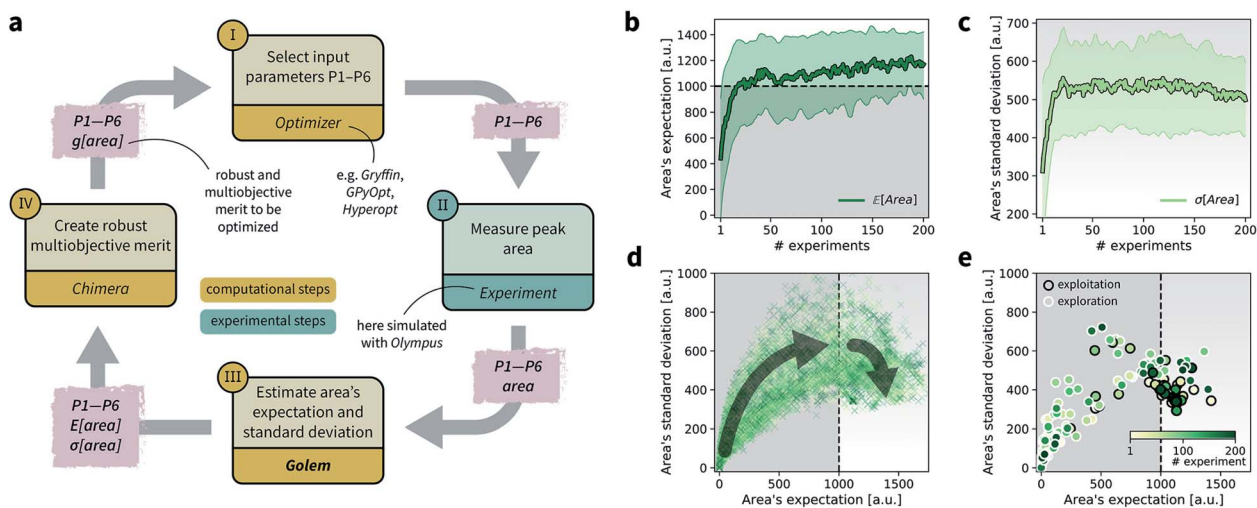 a
I
Select input
parameters P1–P6
Optimizer
P1—P6
g[area]
P1—P6
robust and
multiobjective
merit to be
optimized
e.g. Gryffin,
GPyOpt,
Hyperopt
IV
Create robust
multiobjective merit
Chimera
II
Measure peak
area
Experiment
computational steps
experimental steps
here simulated
with Olympus
P1—P6
area
III
Estimate area's
expectation and
standard deviation
Golem
P1—P6
E[area]
σ[area]
b
Area's expectation [a.u.]
1400
1200
1000
800
600
400
200
0
𝔼[Area]
1
50
100
150
200
# experiments
c
Area's standard deviation [a.u.]
700
600
500
400
300
200
σ[Area]
1
50
100
150
200
# experiments
d
Area's standard deviation [a.u.]
1000
800
600
400
200
0
0
500
1000
1500
Area's expectation [a.u.]
e
Area's standard deviation [a.u.]
1000
800
600
400
200
0
exploitation
exploration
1
100
200
# experiment
0
500
1000
1500
Area's expectation [a.u.]